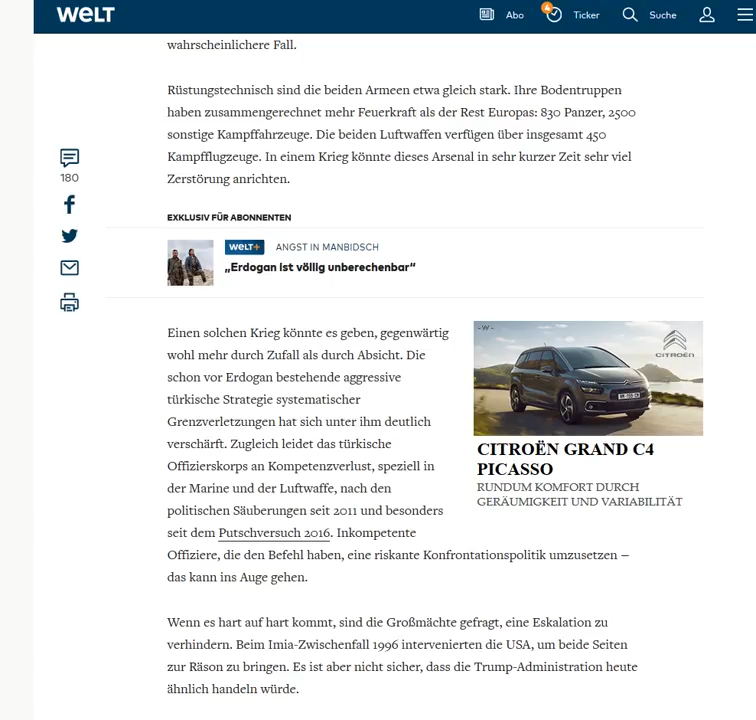 WELT
Abo
4
Ticker
Suche
wahrscheinlichere Fall.
Rüstungstechnisch sind die beiden Armeen etwa gleich stark. Ihre Bodentruppen
haben zusammengerechnet mehr Feuerkraft als der Rest Europas: 830 Panzer, 2500
sonstige Kampffahrzeuge. Die beiden Luftwaffen verfügen über insgesamt 450
Kampfflugzeuge. In einem Krieg könnte dieses Arsenal in sehr kurzer Zeit sehr viel
Zerstörung anrichten.
180
EXKLUSIV FÜR ABONNENTEN
WELT+ ANGST IN MANBIDSCH
„Erdogan ist völlig unberechenbar“
Einen solchen Krieg könnte es geben, gegenwärtig
wohl mehr durch Zufall als durch Absicht. Die
schon vor Erdogan bestehende aggressive
türkische Strategie systematischer
Grenzverletzungen hat sich unter ihm deutlich
verschärft. Zugleich leidet das türkische
Offizierskorps an Kompetenzverlust, speziell in
der Marine und der Luftwaffe, nach den
politischen Säuberungen seit 2011 und besonders
seit dem Putschversuch 2016. Inkompetente
Offiziere, die den Befehl haben, eine riskante Konfrontationspolitik umzusetzen –
das kann ins Auge gehen.
-W-
CITROËN
CITROËN GRAND C4
PICASSO
RUNDUM KOMFORT DURCH
GERÄUMIGKEIT UND VARIABILITÄT
Wenn es hart auf hart kommt, sind die Großmächte gefragt, eine Eskalation zu
verhindern. Beim Imia-Zwischenfall 1996 intervenierten die USA, um beide Seiten
zur Räson zu bringen. Es ist aber nicht sicher, dass die Trump-Administration heute
ähnlich handeln würde.